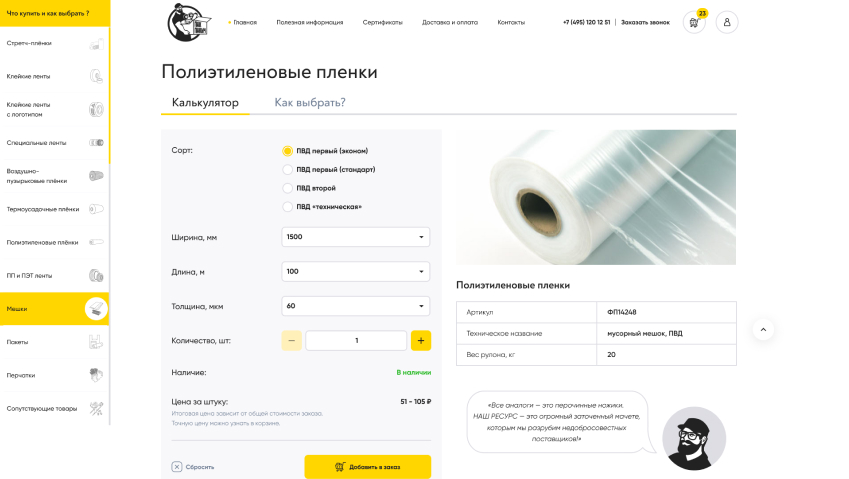 Что купить и как выбрать ?
Стретч-плёнки
Клейкие ленты
Клейкие ленты
с логотипом
Специальные ленты
Воздушно-
пузырьковые плёнки
Термоусадочные плёнки
Полиэтиленовые плёнки
ПП и ПЭТ ленты
Мешки
Пакеты
Перчатки
Сопутствующие товары
Главная
Полезная информация
Сертификаты
Доставка и оплата
Контакты
+7 (495) 120 12 51
Заказать звонок
23
Полиэтиленовые пленки
Калькулятор
Как выбрать?
Сорт:
ПВД первый (эконом)
ПВД первый (стандарт)
ПВД второй
ПВД «техническая»
Ширина, мм
1500
Длина, м
100
Толщина, мкм
60
Количество, шт:
1
Наличие:
В наличии
Цена за штуку:
51 - 105 ₽
Итоговая цена зависит от общей стоимости заказа.
Точную цену можно узнать в корзине.
Сбросить
Добавить в заказ
Полиэтиленовые пленки
Артикул
ФП14248
Техническое название
мусорный мешок, ПВД
Вес рулона, кг
20
«Все аналоги — это перочинные ножики.
НАШ РЕСУРС — это огромный заточенный мачете,
которым мы разрубим недобросовестных
поставщиков!»